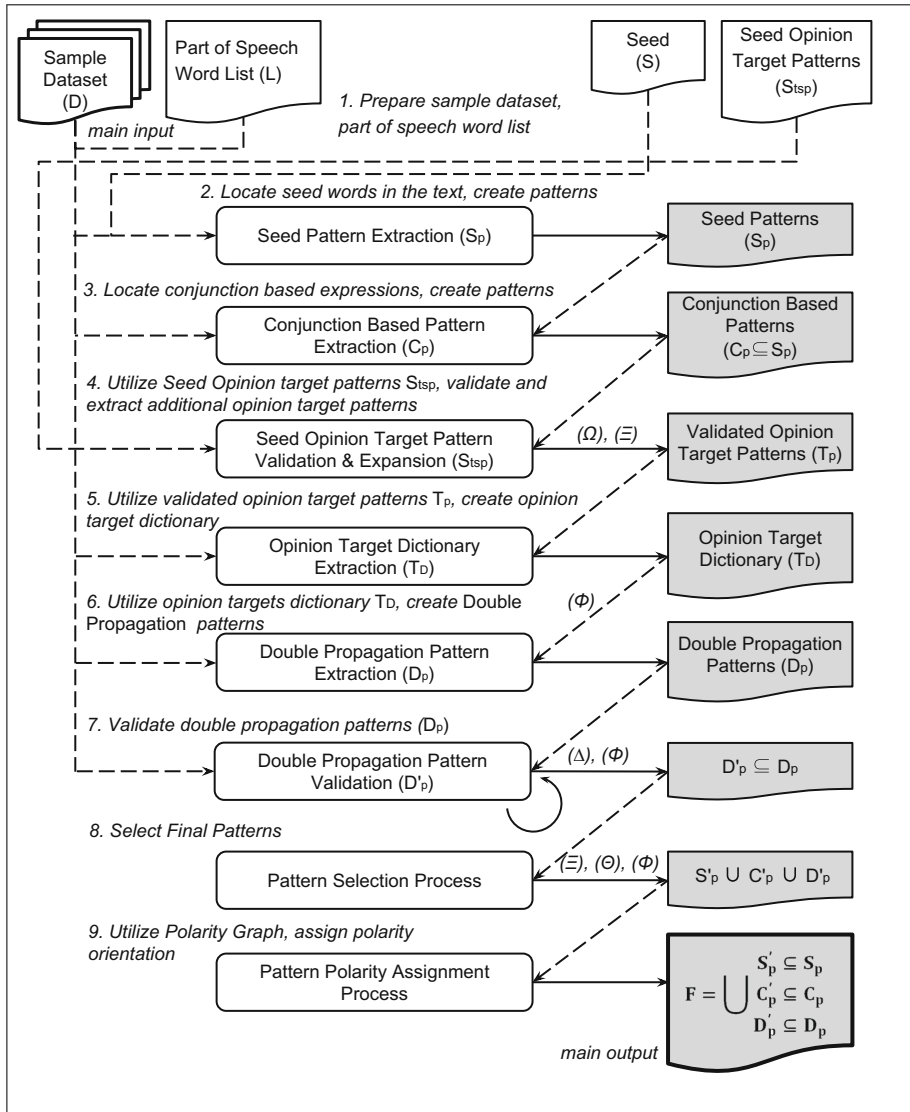 Sample
Dataset
(D)
Part of Speech
Word List (L)
Seed
(S)
Seed Opinion
Target Patterns
(Stsp)
main input
1. Prepare sample dataset,
part of speech word list
2. Locate seed words in the text, create patterns
Seed Pattern Extraction (Sp)
Seed Patterns
(Sp)
3. Locate conjunction based expressions, create patterns
Conjunction Based Pattern
Extraction (Cp)
Conjunction Based
Patterns
(Cp⊆Sp)
4. Utilize Seed Opinion target patterns Stsp, validate and
extract additional opinion target patterns
Seed Opinion Target Pattern
Validation & Expansion (Stsp)
(Ω), (Ξ)
Validated Opinion
Target Patterns (Tp)
5. Utilize validated opinion target patterns Tp, create opinion
target dictionary
Opinion Target Dictionary
Extraction (TD)
Opinion Target
Dictionary (TD)
6. Utilize opinion targets dictionary TD, create Double
Propagation patterns
(Φ)
Double Propagation Pattern
Extraction (Dp)
Double Propagation
Patterns (Dp)
7. Validate double propagation patterns (Dp)
Double Propagation Pattern
Validation (D'p)
(Δ), (Φ)
D'p ⊆ Dp
8. Select Final Patterns
Pattern Selection Process
(Ξ), (Θ), (Φ)
S'p ∪ C'p ∪ D'p
9. Utilize Polarity Graph, assign polarity
orientation
Pattern Polarity Assignment
Process
S'p ⊆ Sp
F = ⋃ C'p ⊆ Cp
D'p ⊆ Dp
main output